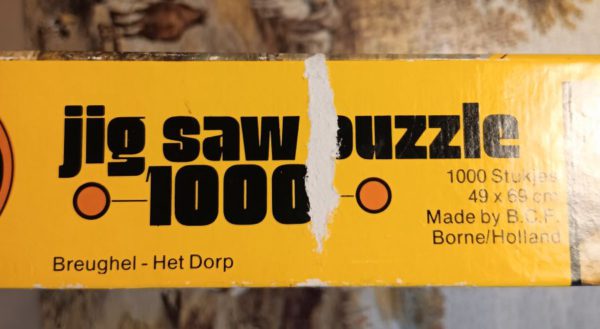 jig saw puzzle
1000
1000 Stukjes
49 x 69 cm
Made by B.C.F.
Borne/Holland
Breughel - Het Dorp